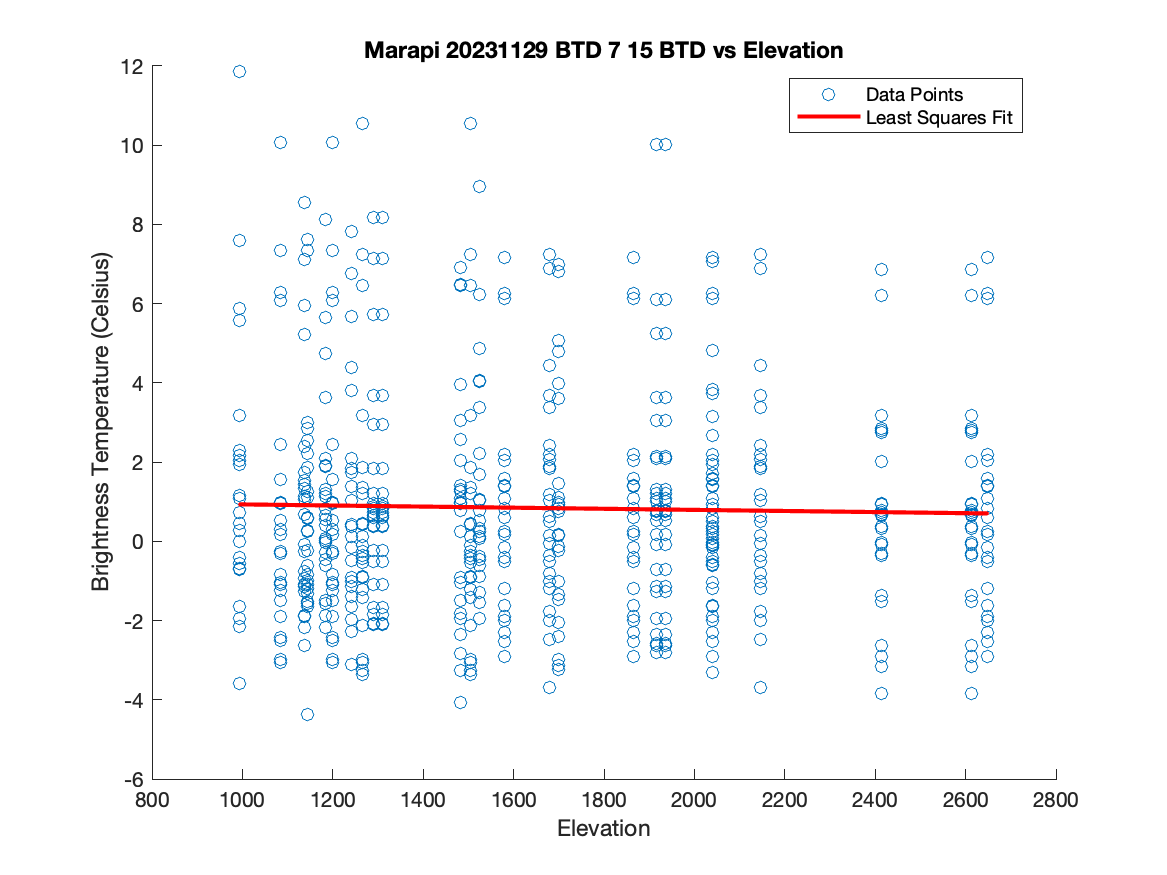 Marapi 20231129 BTD 7 15 BTD vs Elevation
Data Points
Least Squares Fit
Brightness Temperature (Celsius)
12
10
8
6
4
2
0
-2
-4
-6
800 1000 1200 1400 1600 1800 2000 2200 2400 2600 2800
Elevation